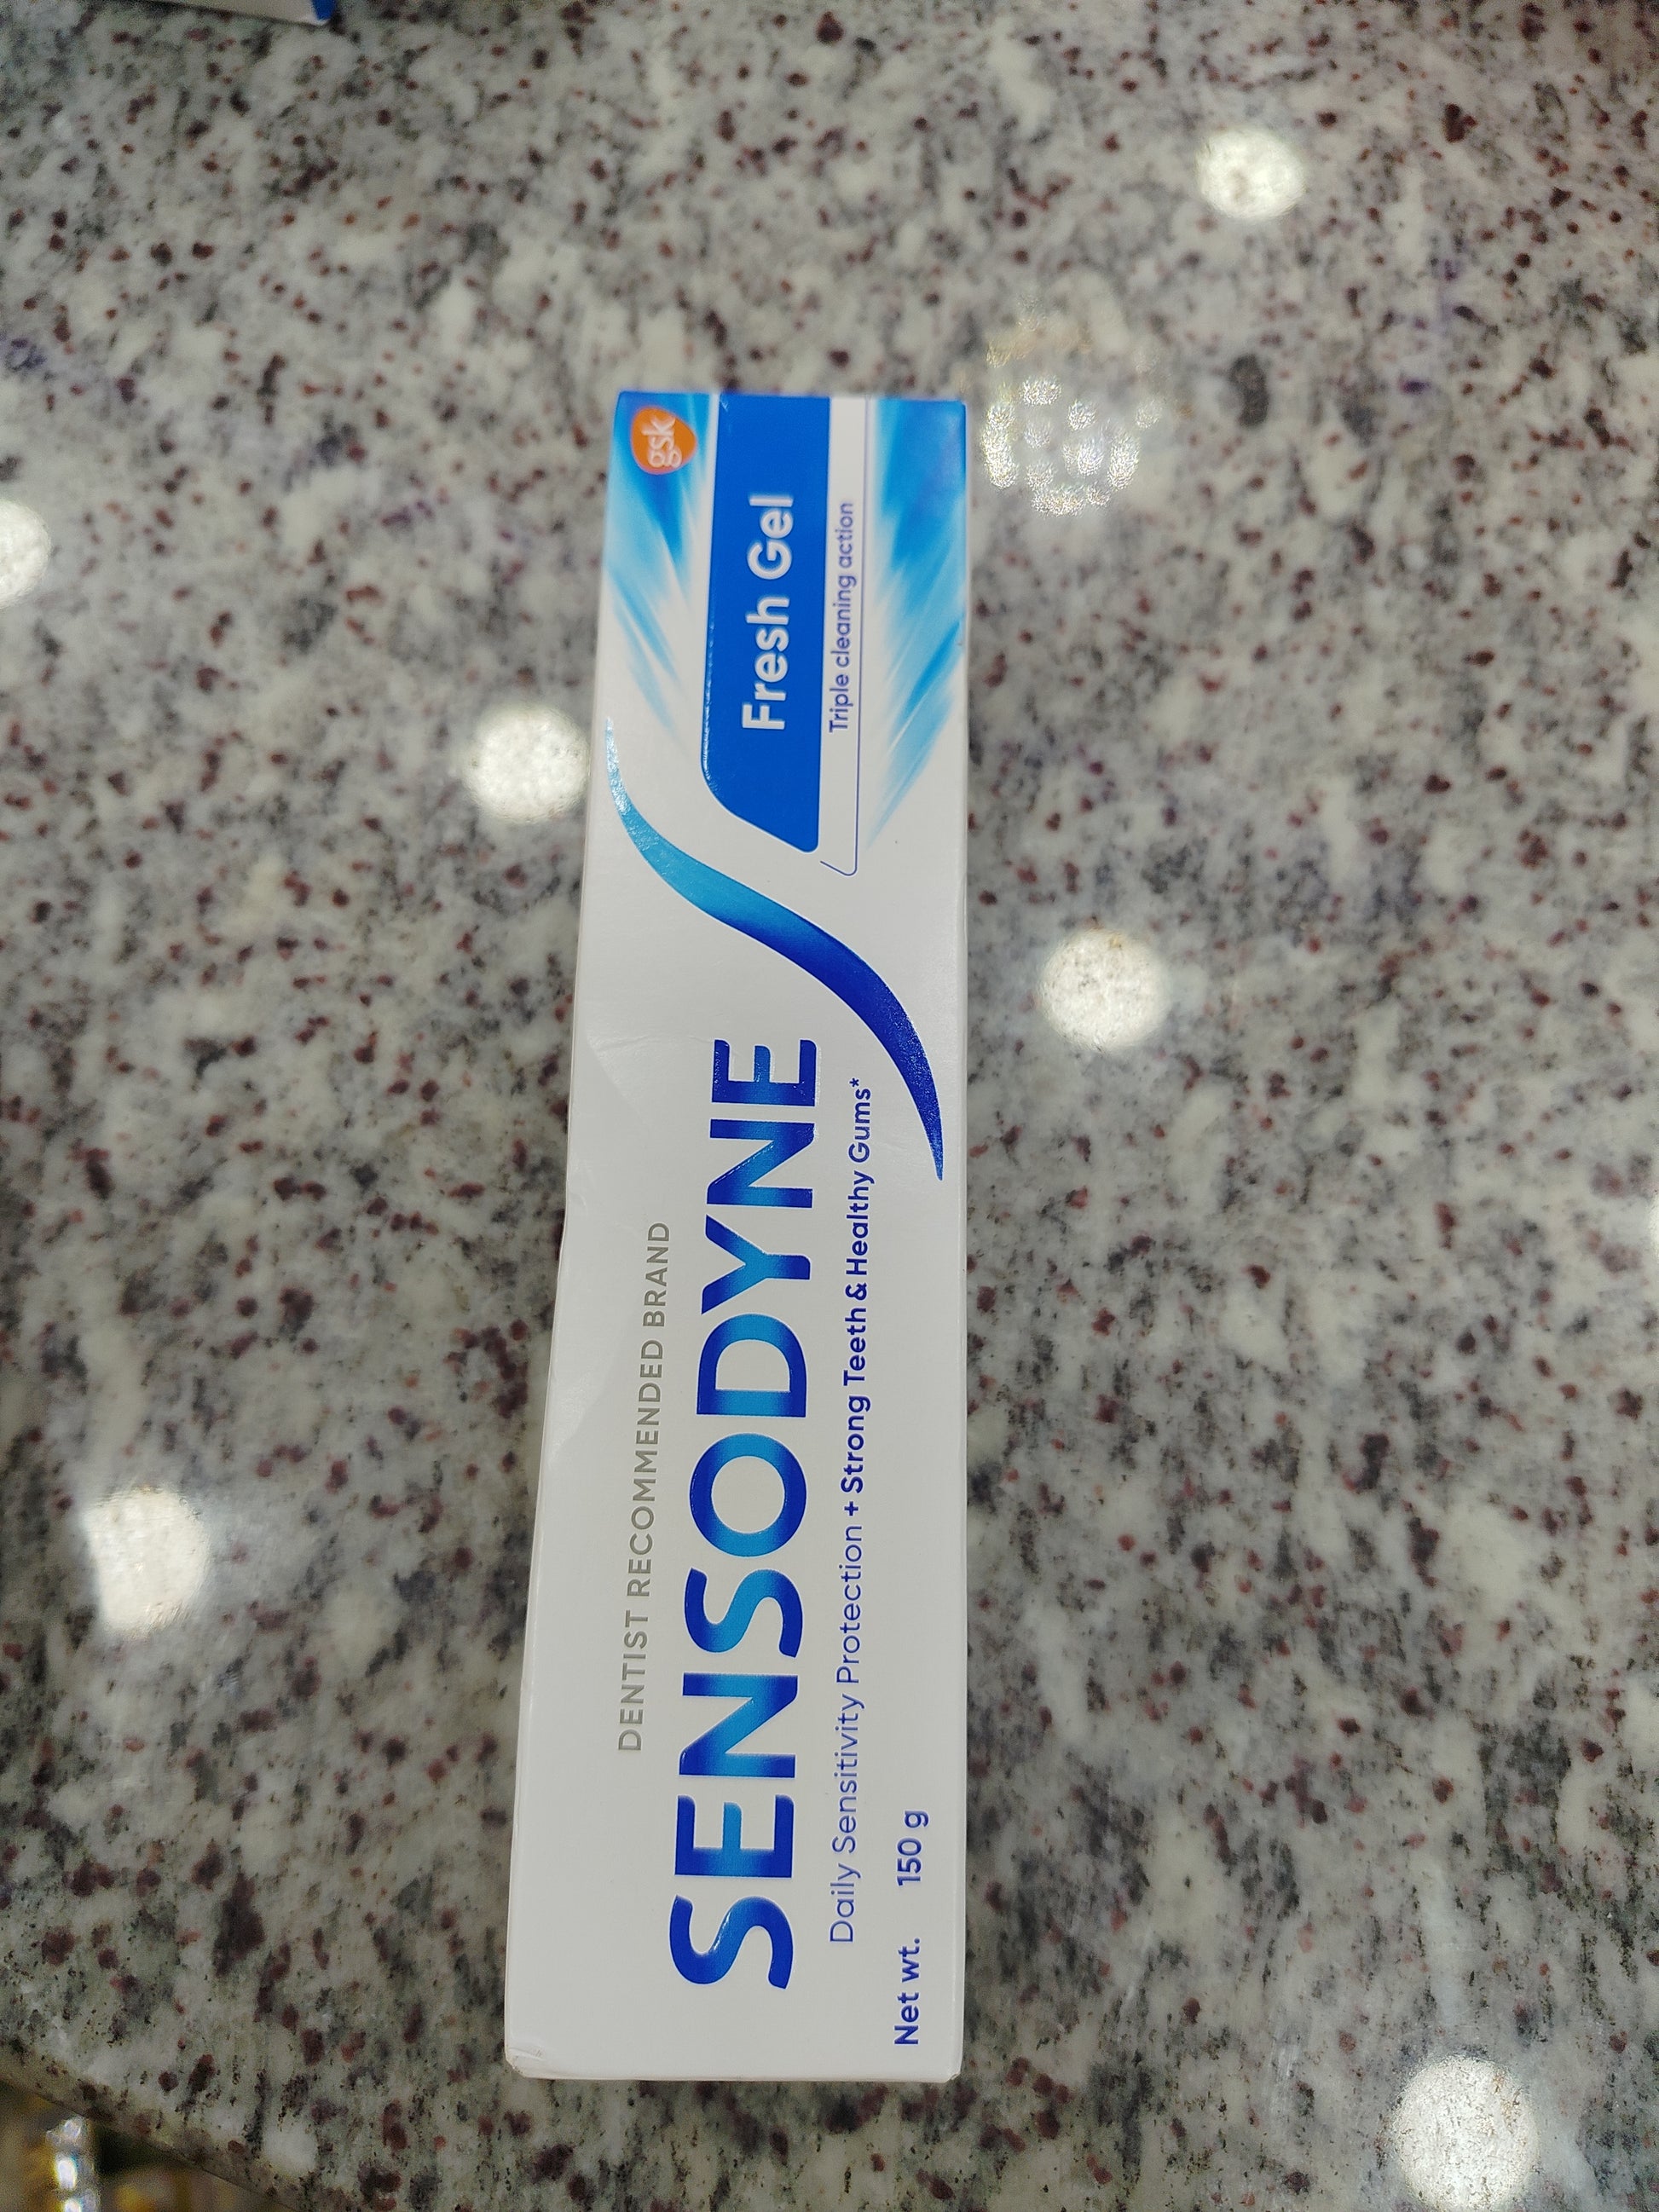 DENTIST RECOMMENDED BRAND
SENSODYNE
Daily Sensitivity Protection + Strong Teeth & Healthy Gums*
Net wt. 150 g
gsk
Fresh Gel
Triple cleaning action